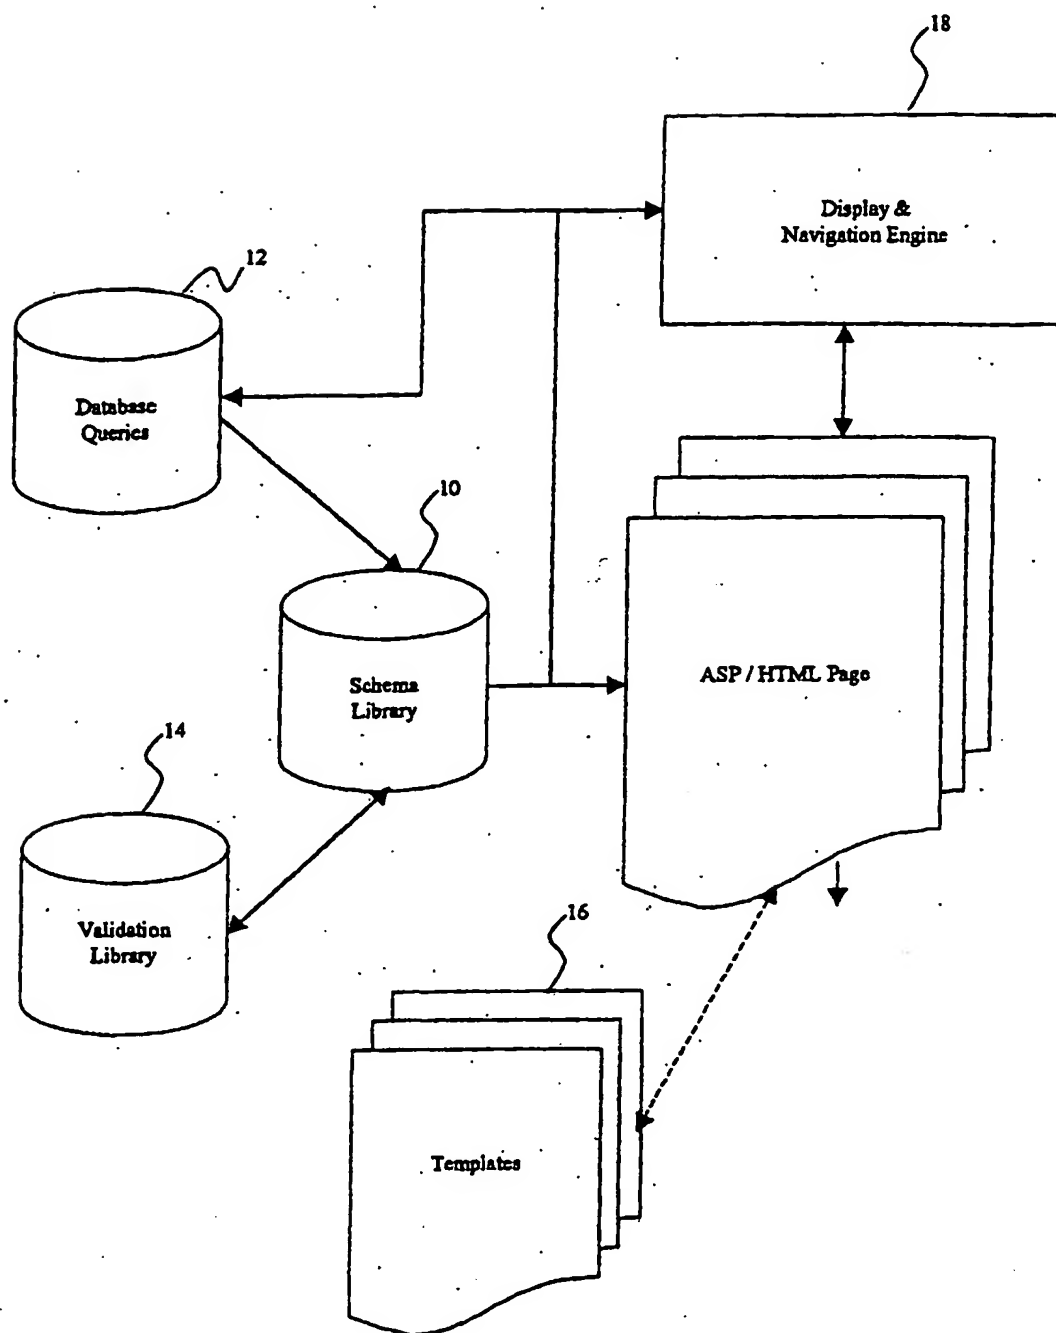 18
Display &
Navigation Engine
12
Database
Queries
10
ASP / HTML Page
Schema
Library
14
Validation
Library
16
Templates